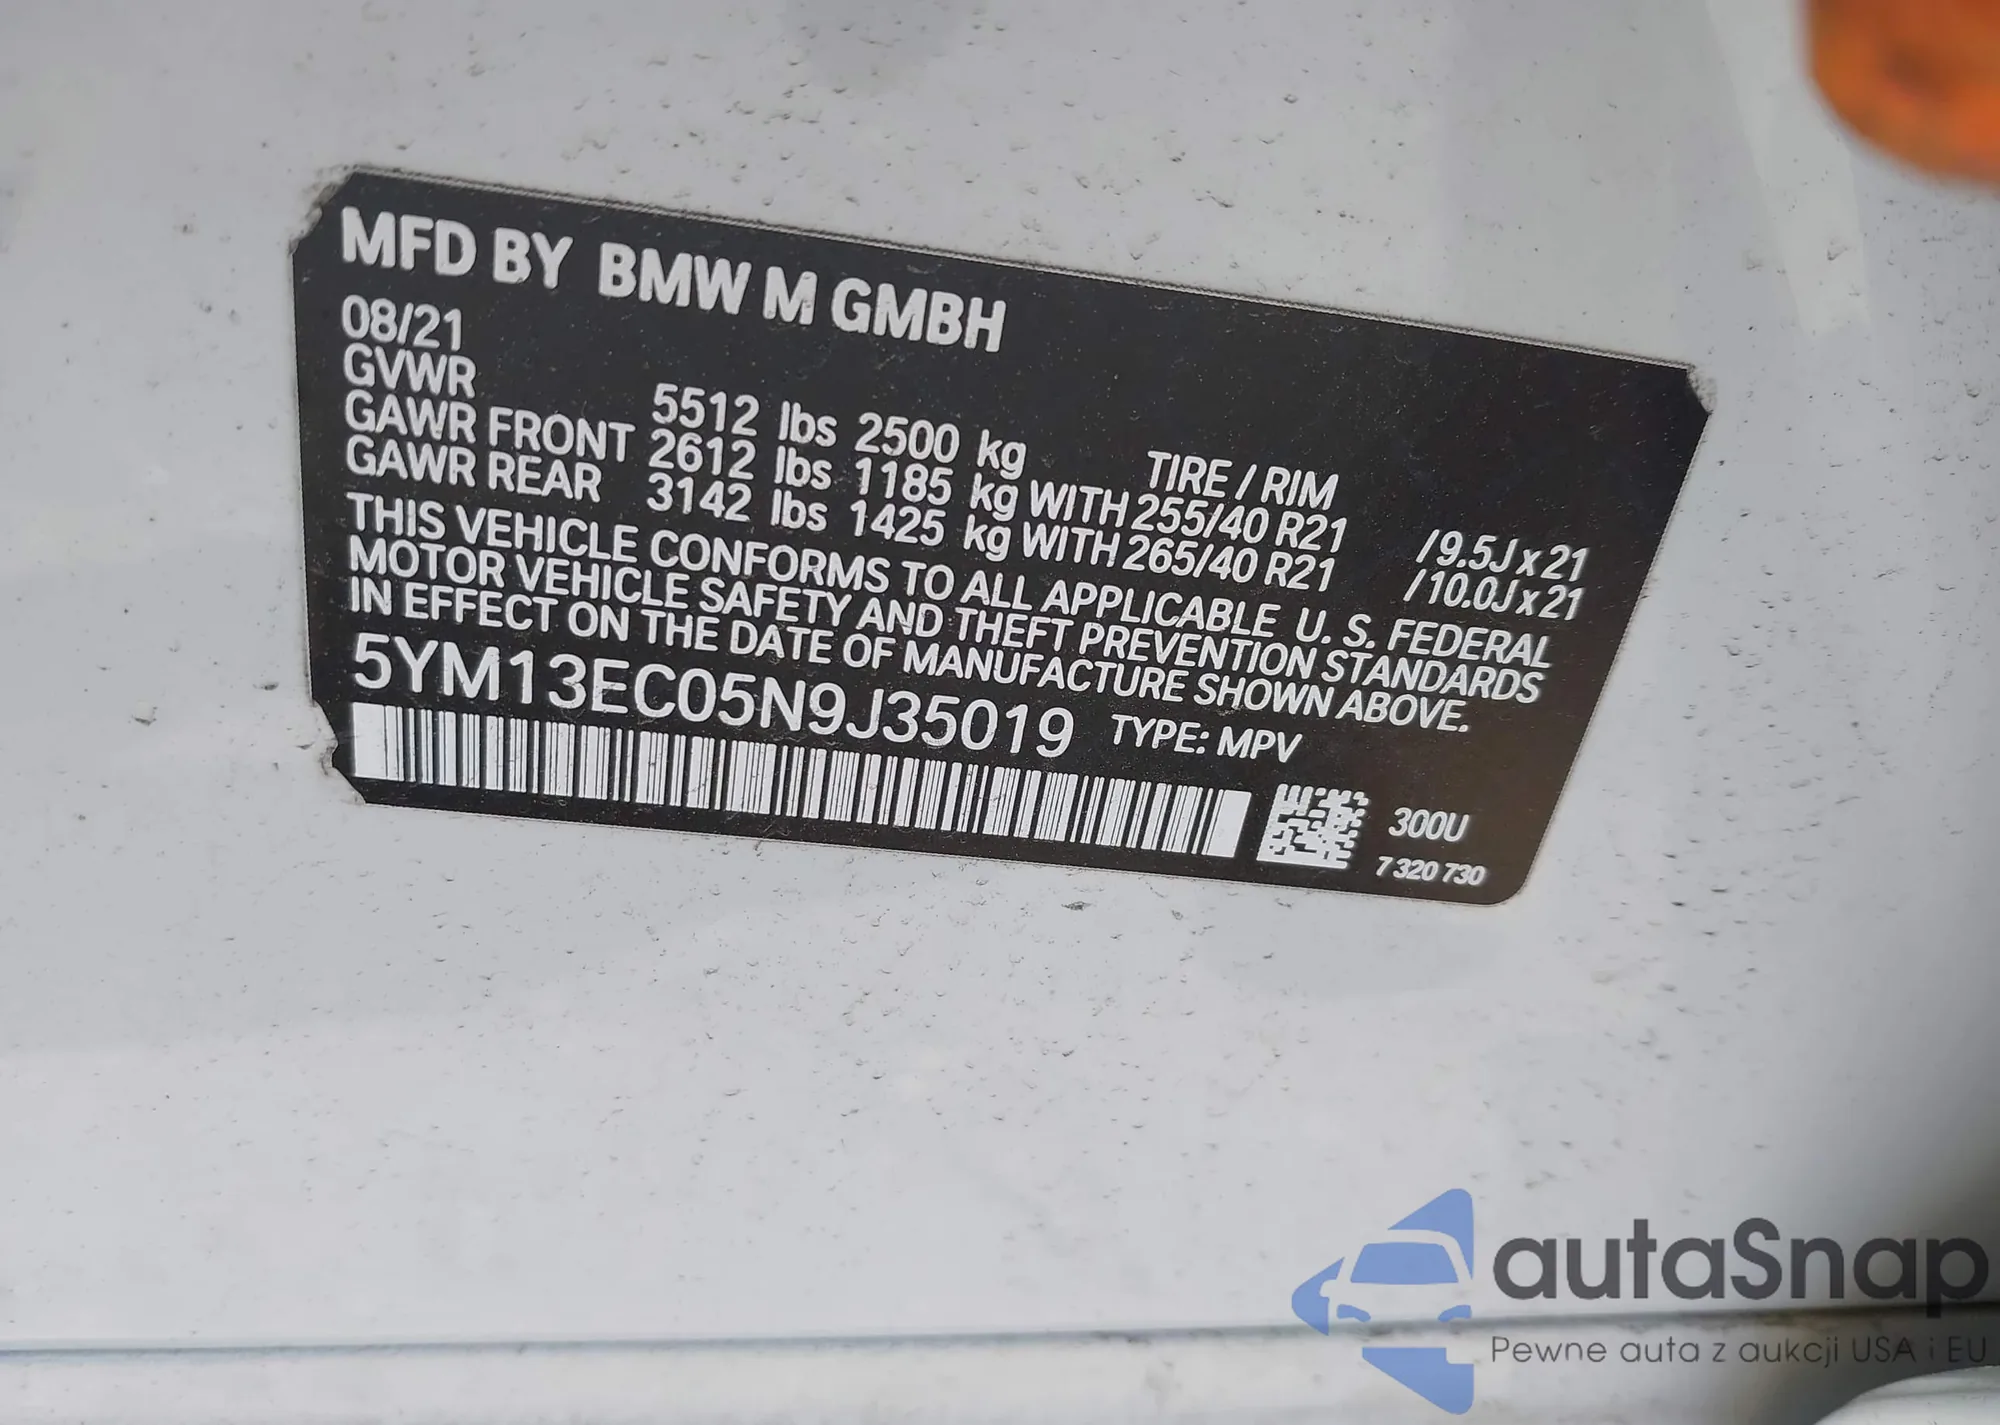 MFD BY BMW M GMBH
08/21
GVWR 5512 lbs 2500 kg TIRE / RIM
GAWR FRONT 2612 lbs 1185 kg WITH 255/40 R21 /9.5J x 21
GAWR REAR 3142 lbs 1425 kg WITH 265/40 R21 /10.0J x 21
THIS VEHICLE CONFORMS TO ALL APPLICABLE U. S. FEDERAL
MOTOR VEHICLE SAFETY AND THEFT PREVENTION STANDARDS
IN EFFECT ON THE DATE OF MANUFACTURE SHOWN ABOVE.
5YM13EC05N9J35019 TYPE: MPV
300U
7 320 730
autaSnap
Pewne auta z aukcji USA i EU